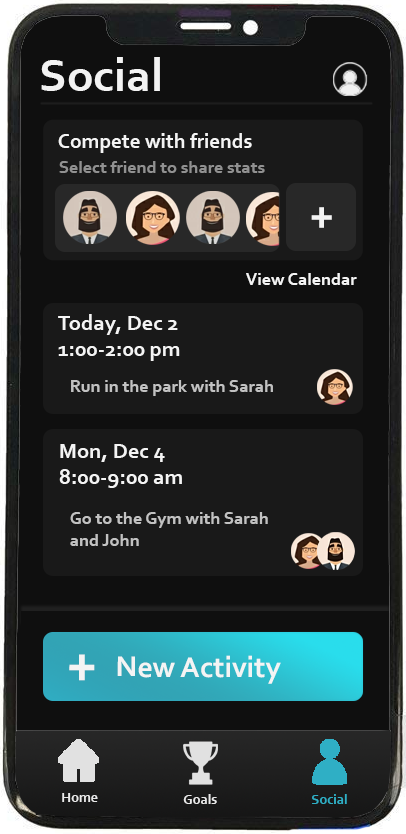 Social
Compete with friends
Select friend to share stats
+
View Calendar
Today, Dec 2
1:00-2:00 pm
Run in the park with Sarah
Mon, Dec 4
8:00-9:00 am
Go to the Gym with Sarah
and John
+ New Activity
Home
Goals
Social